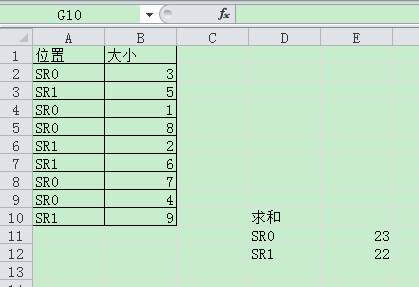 G10 fx
A B C D E
1 位置 大小
2 SR0 3
3 SR1 5
4 SR0 1
5 SR0 8
6 SR1 2
7 SR1 6
8 SR0 7
9 SR0 4
10 SR1 9 求和
11 SR0 23
12 SR1 22
13